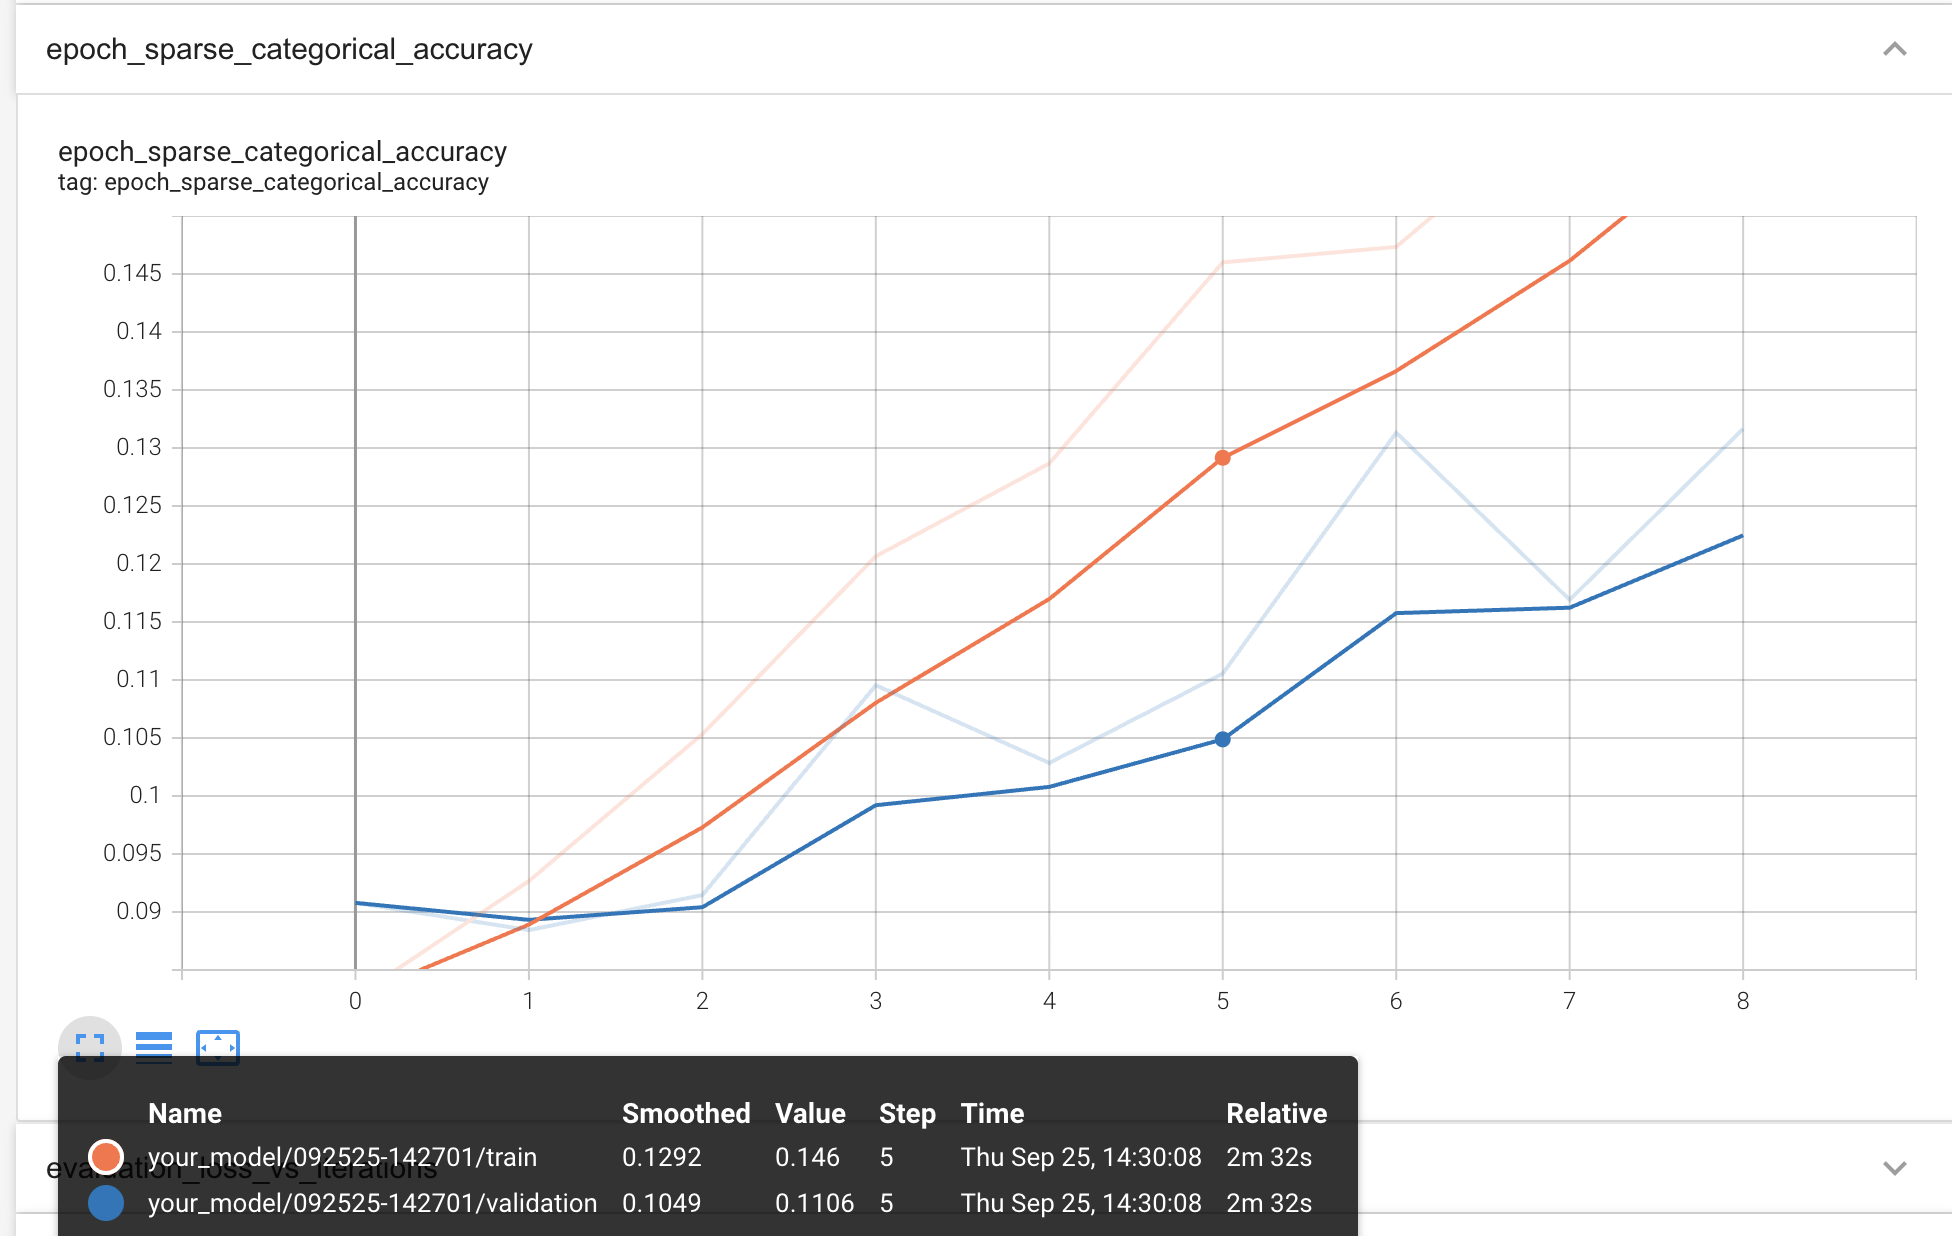 epoch_sparse_categorical_accuracy
epoch_sparse_categorical_accuracy
tag: epoch_sparse_categorical_accuracy
0.145
0.14
0.135
0.13
0.125
0.12
0.115
0.11
0.105
0.1
0.095
0.09
0 1 2 3 4 5 6 7 8
Name Smoothed Value Step Time Relative
your_model/092525-142701/train 0.1292 0.146 5 Thu Sep 25, 14:30:08 2m 32s
evaluation_loss_vs_iterations
your_model/092525-142701/validation 0.1049 0.1106 5 Thu Sep 25, 14:30:08 2m 32s